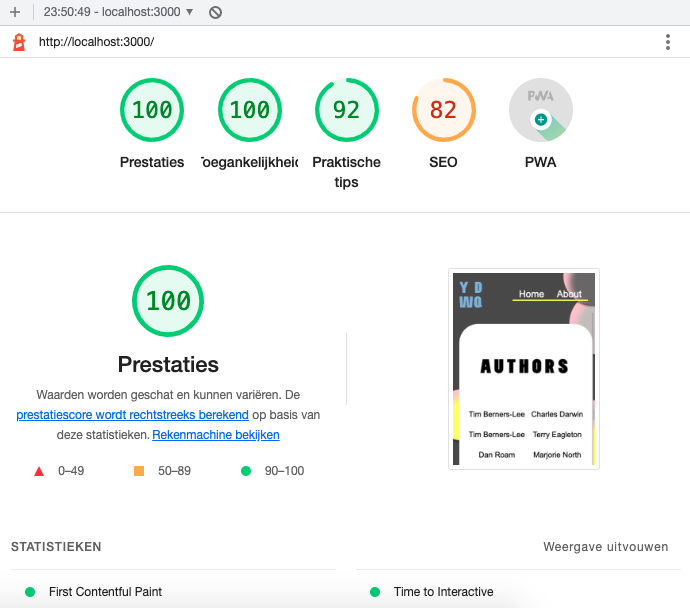 23:50:49 - localhost:3000
http://localhost:3000/
100
100
92
82
PWA
Prestaties
oegankelijkheid
Praktische
tips
SEO
PWA
100
Prestaties
Waarden worden geschat en kunnen variëren. De
prestatiescore wordt rechtstreeks berekend op basis van
deze statistieken. Rekenmachine bekijken
0–49
50–89
90–100
Y D
WQ
Home About
AUTHORS
Tim Berners-Lee Charles Darwin
Tim Berners-Lee Terry Eagleton
Dan Roam Marjorie North
STATISTIEKEN
Weergave uitvouwen
First Contentful Paint
Time to Interactive